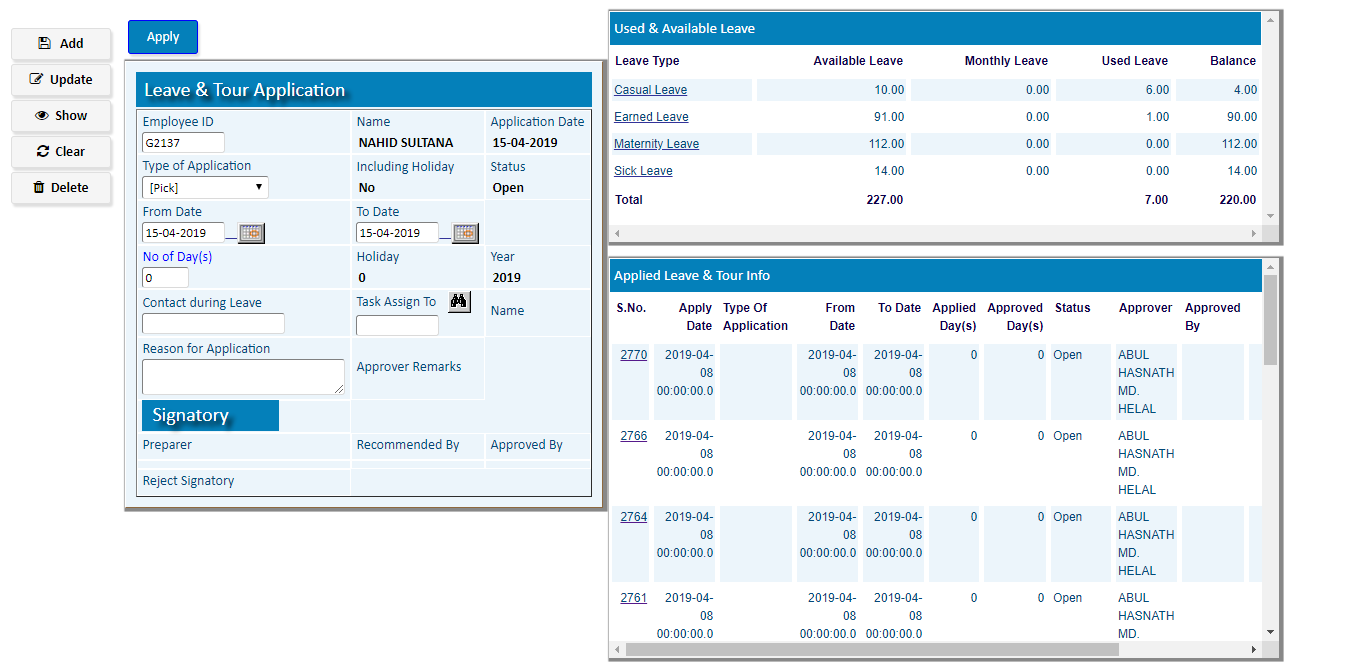 Add
Update
Show
Clear
Delete
Apply
Leave & Tour Application
Employee ID Name Application Date
G2137 NAHID SULTANA 15-04-2019
Type of Application Including Holiday Status
[Pick] No Open
From Date To Date
15-04-2019 15-04-2019
No of Day(s) Holiday Year
0 0 2019
Contact during Leave Task Assign To Name
Reason for Application
Approver Remarks
Signatory
Preparer Recommended By Approved By
Reject Signatory
Used & Available Leave
Leave Type Available Leave Monthly Leave Used Leave Balance
Casual Leave 10.00 0.00 6.00 4.00
Earned Leave 91.00 0.00 1.00 90.00
Maternity Leave 112.00 0.00 0.00 112.00
Sick Leave 14.00 0.00 0.00 14.00
Total 227.00 7.00 220.00
Applied Leave & Tour Info
S.No. Apply Type Of From To Date Applied Approved Status Approver Approved
Date Application Date Day(s) Day(s) By
2770 2019-04- 2019-04- 2019-04- 0 0 Open ABUL
08 08 08 HASNATH
00:00:00.0 00:00:00.0 00:00:00.0 MD.
HELAL
2766 2019-04- 2019-04- 2019-04- 0 0 Open ABUL
08 08 08 HASNATH
00:00:00.0 00:00:00.0 00:00:00.0 MD.
HELAL
2764 2019-04- 2019-04- 2019-04- 0 0 Open ABUL
08 08 08 HASNATH
00:00:00.0 00:00:00.0 00:00:00.0 MD.
HELAL
2761 2019-04- 2019-04- 2019-04- 0 0 Open ABUL
08 08 08 HASNATH
00:00:00.0 00:00:00.0 00:00:00.0 MD.